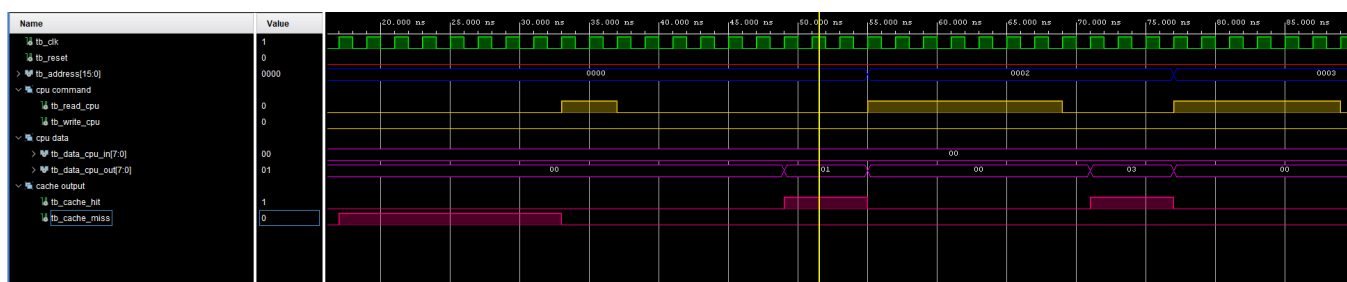 Name Value 20.000 ns 25.000 ns 30.000 ns 35.000 ns 40.000 ns 45.000 ns 50.000 ns 55.000 ns 60.000 ns 65.000 ns 70.000 ns 75.000 ns 80.000 ns 85.000 ns
tb_clk 1
tb_reset 0
tb_address[15:0] 0000 0000 0002 0003
cpu command
tb_read_cpu 0
tb_write_cpu 0
cpu data
tb_data_cpu_in[7:0] 00 00
tb_data_cpu_out[7:0] 01 00 01 00 03 00
cache output
tb_cache_hit 1
tb_cache_miss 0